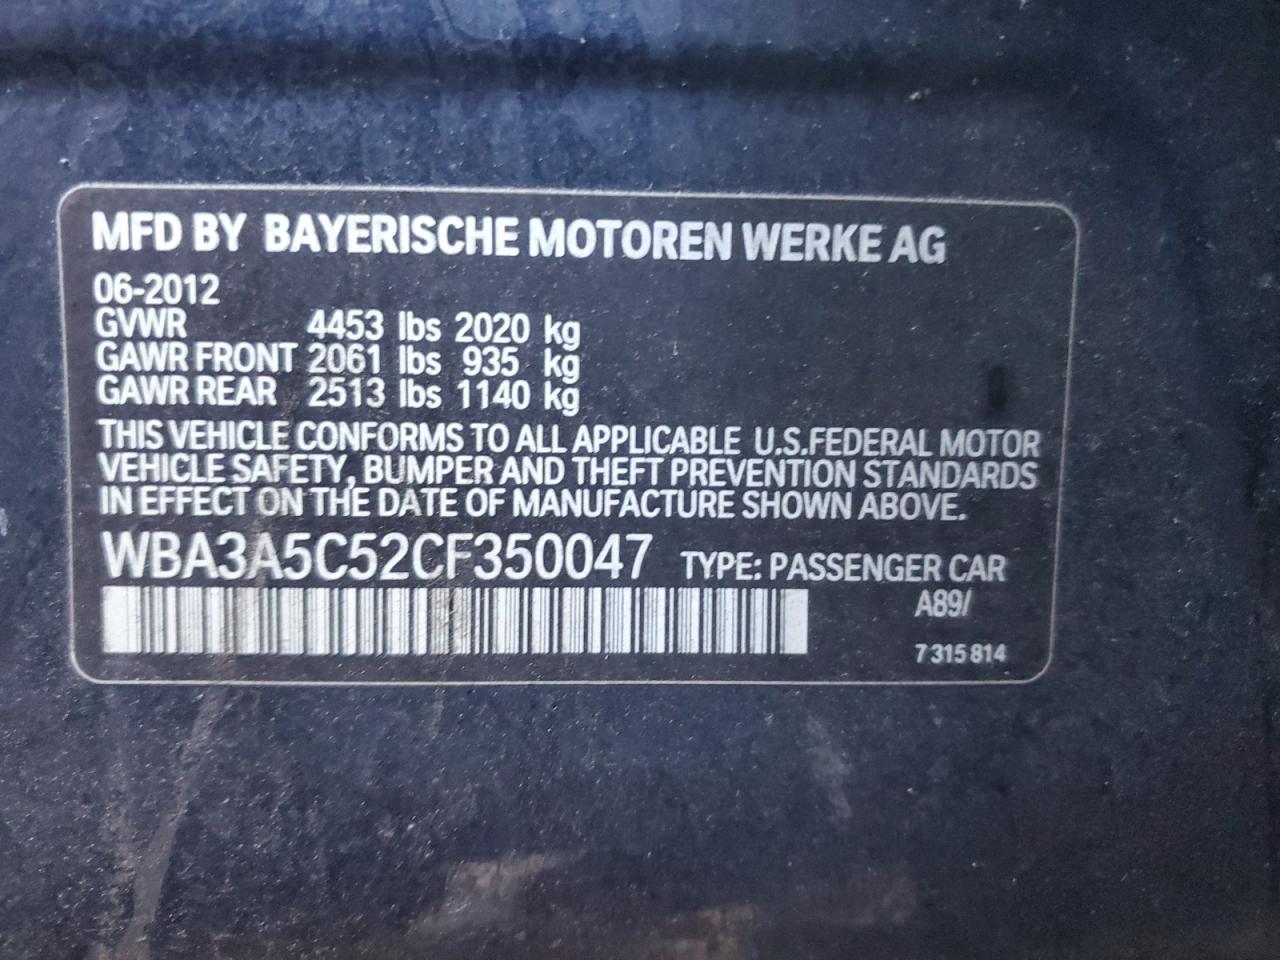 MFD BY BAYERISCHE MOTOREN WERKE AG
06-2012
GVWR 4453 lbs 2020 kg
GAWR FRONT 2061 lbs 935 kg
GAWR REAR 2513 lbs 1140 kg
THIS VEHICLE CONFORMS TO ALL APPLICABLE U.S.FEDERAL MOTOR
VEHICLE SAFETY, BUMPER AND THEFT PREVENTION STANDARDS
IN EFFECT ON THE DATE OF MANUFACTURE SHOWN ABOVE.
WBA3A5C52CF350047 TYPE: PASSENGER CAR
A89/
7 315 814